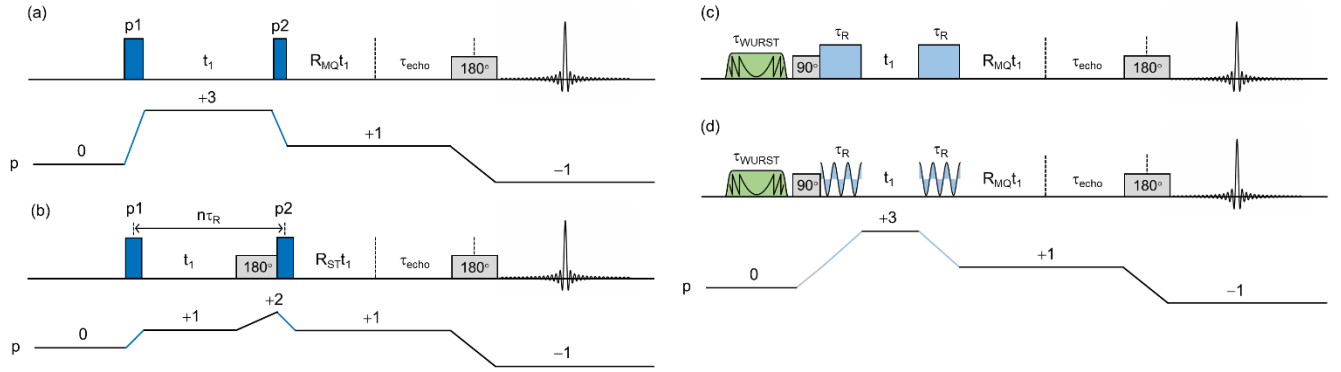 (a)
p1 p2
t1 RMQt1 τecho 180°
+3
0 +1
p −1
(b)
p1 nτR p2
t1 180° RSTt1 τecho 180°
+2
0 +1 +1
p −1
(c)
τWURST τR τR
90° t1 RMQt1 τecho 180°
(d)
τWURST τR τR
90° t1 RMQt1 τecho 180°
+3
0 +1
p −1